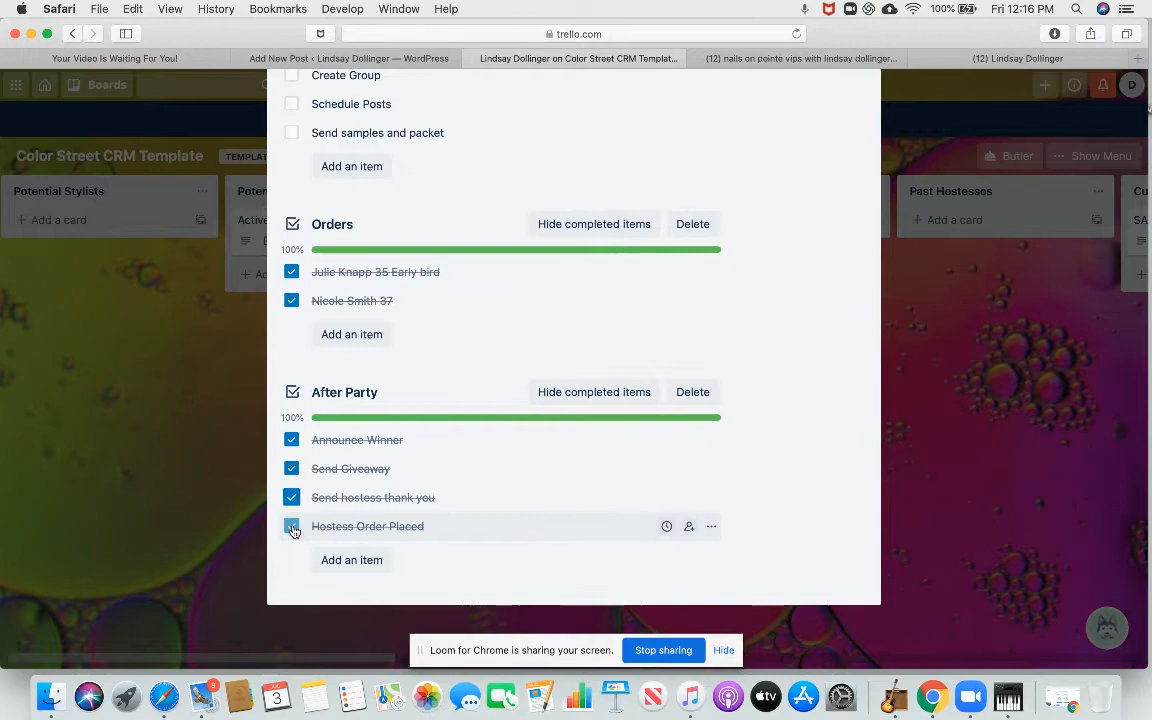 Safari File Edit View History Bookmarks Develop Window Help 100% Fri 12:16 PM
trello.com
Your Video Is Waiting For You! Add New Post ‹ Lindsay Dollinger — WordPress Lindsay Dollinger on Color Street CRM Templat... (12) nails on pointe vips with lindsay dollinger... (12) Lindsay Dollinger
Boards D
Create Group
Schedule Posts
Send samples and packet
Add an item
Color Street CRM Template TEMPLAT Butler Show Menu
Potential Stylists Poten Past Hostesses Cu
+ Add a card Active + Add a card SA
+ Ad
Orders Hide completed items Delete
100%
Julie Knapp 35 Early bird
Nicole Smith 37
Add an item
After Party Hide completed items Delete
100%
Announce Winner
Send Giveaway
Send hostess thank you
Hostess Order Placed
Add an item
Loom for Chrome is sharing your screen. Stop sharing Hide
8
3